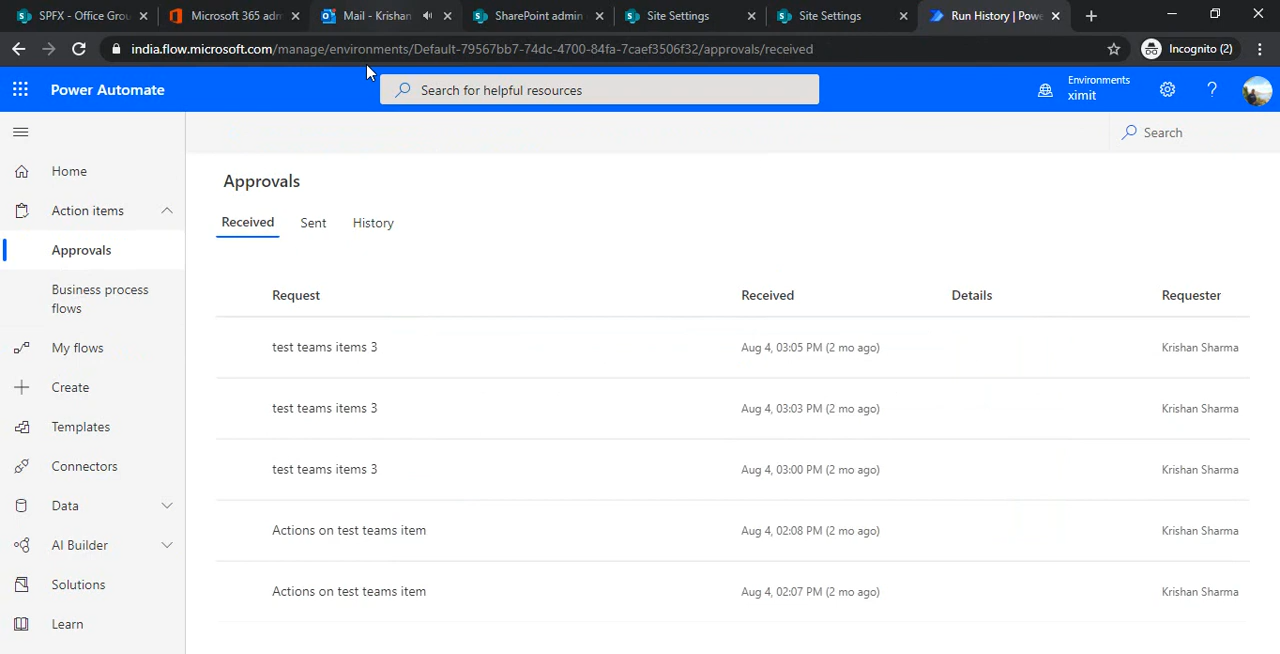 SPFX - Office Grou
Microsoft 365 adm
Mail - Krishan
SharePoint admin
Site Settings
Site Settings
Run History | Powe
india.flow.microsoft.com/manage/environments/Default-79567bb7-74dc-4700-84fa-7caef3506f32/approvals/received
Incognito (2)
Power Automate
Search for helpful resources
Environments
ximit
?
Search
Home
Action items
Approvals
Business process
flows
My flows
Create
Templates
Connectors
Data
AI Builder
Solutions
Learn
Approvals
Received Sent History
Request Received Details Requester
test teams items 3 Aug 4, 03:05 PM (2 mo ago) Krishan Sharma
test teams items 3 Aug 4, 03:03 PM (2 mo ago) Krishan Sharma
test teams items 3 Aug 4, 03:00 PM (2 mo ago) Krishan Sharma
Actions on test teams item Aug 4, 02:08 PM (2 mo ago) Krishan Sharma
Actions on test teams item Aug 4, 02:07 PM (2 mo ago) Krishan Sharma